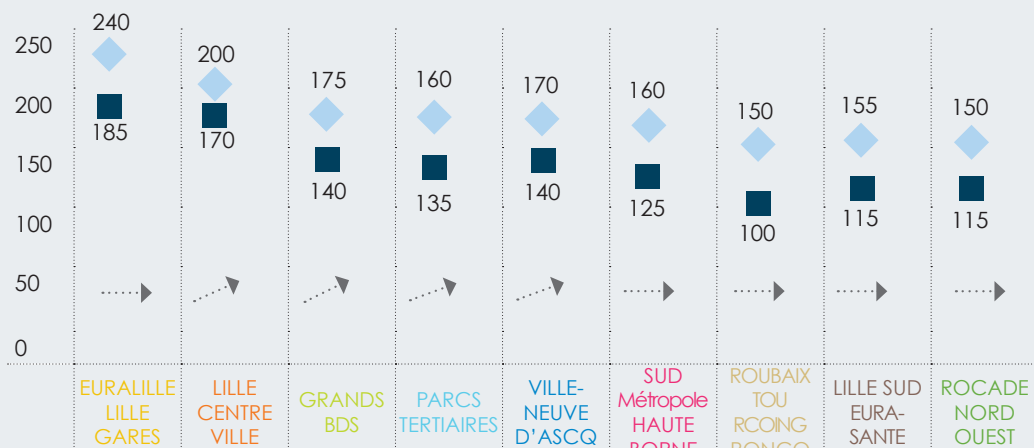 250
200
150
100
50
0
240
185
200
170
175
140
160
135
170
140
160
125
150
100
155
115
150
115
EURALILLE
LILLE
GARES
LILLE
CENTRE
VILLE
GRANDS
BDS
PARCS
TERTIAIRES
VILLE-
NEUVE
D'ASCQ
SUD
Métropole
HAUTE
BORNE
ROUBAIX
TOU
RCOING
LILLE SUD
EURA-
SANTE
ROCADE
NORD
OUEST